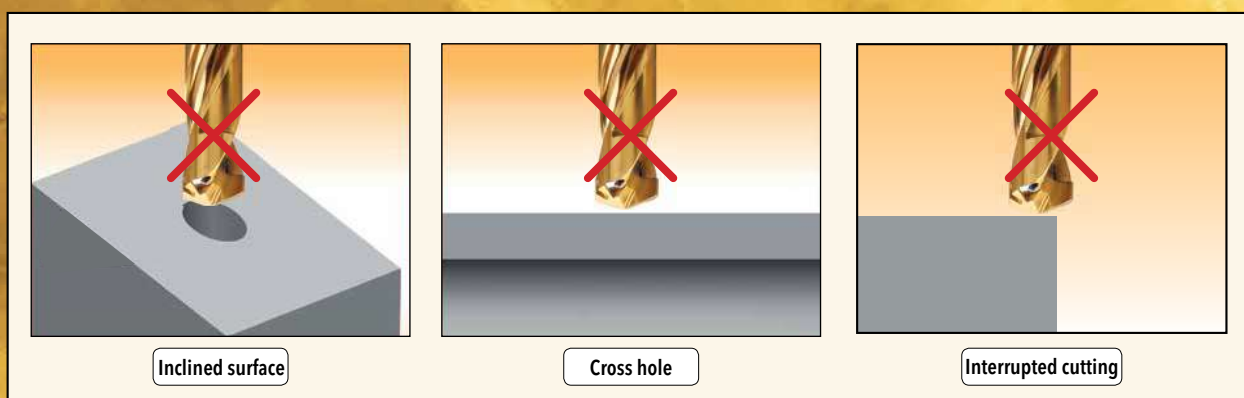 Inclined surface
Cross hole
Interrupted cutting